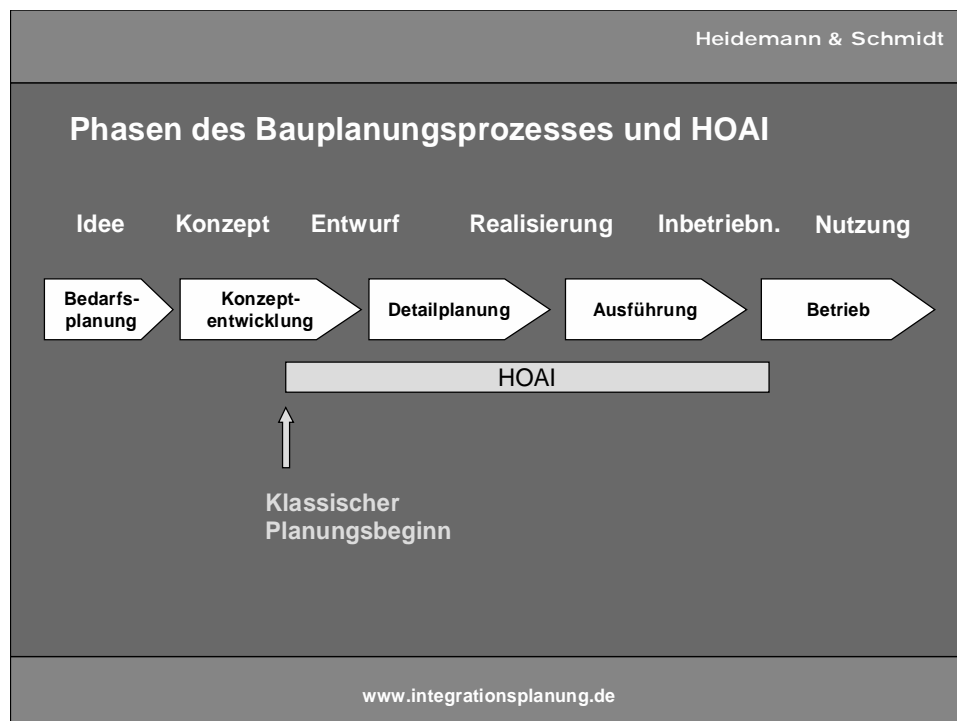 Heidemann & Schmidt
Phasen des Bauplanungsprozesses und HOAI
Idee Konzept Entwurf Realisierung Inbetriebn. Nutzung
Bedarfs-
planung
Konzept-
entwicklung
Detailplanung
Ausführung
Betrieb
HOAI
Klassischer
Planungsbeginn
www.integrationsplanung.de